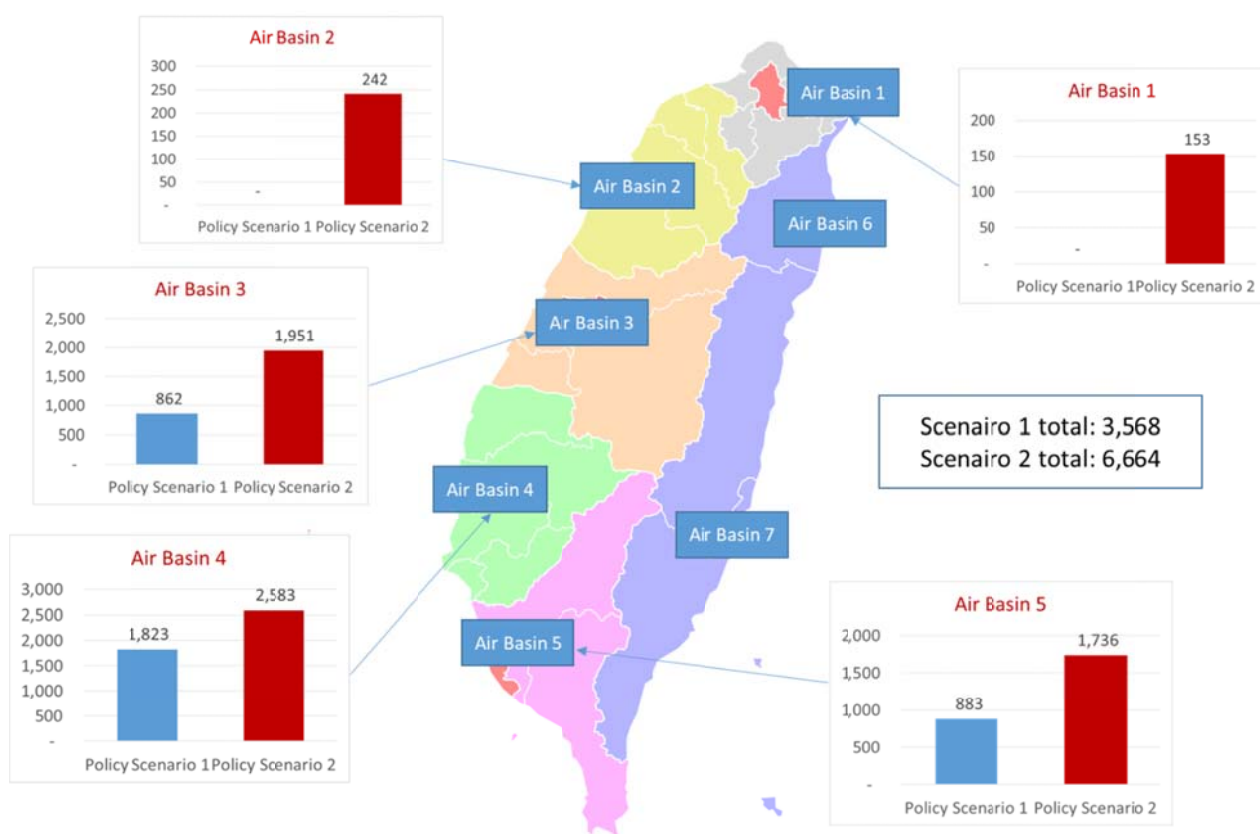 Air Basin 2
300
250
200
150
100
50
-
242
-
Policy Scenario 1 Policy Scenario 2
Air Basin 1
200
150
100
50
-
153
-
Policy Scenario 1 Policy Scenario 2
Air Basin 3
2,500
2,000
1,500
1,000
500
-
862
1,951
Policy Scenario 1 Policy Scenario 2
Air Basin 4
3,000
2,500
2,000
1,500
1,000
500
-
1,823
2,583
Policy Scenario 1 Policy Scenario 2
Air Basin 1
Air Basin 2
Air Basin 6
Air Basin 3
Air Basin 4
Air Basin 7
Air Basin 5
Scenairo 1 total: 3,568
Scenairo 2 total: 6,664
Air Basin 5
2,000
1,500
1,000
500
-
883
1,736
Policy Scenario 1 Policy Scenario 2